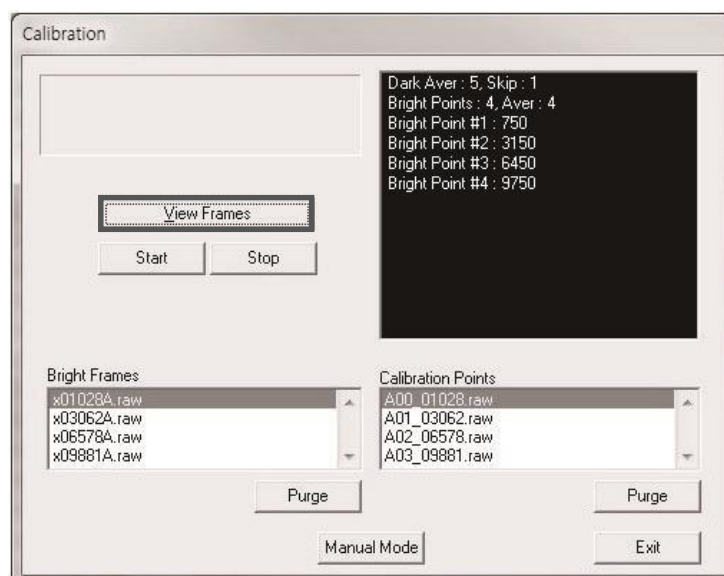 Calibration
Dark Aver : 5, Skip : 1
Bright Points : 4, Aver : 4
Bright Point #1 : 750
Bright Point #2 : 3150
Bright Point #3 : 6450
Bright Point #4 : 9750
View Frames
Start
Stop
Bright Frames
x01028A.raw
x03062A.raw
x06578A.raw
x09881A.raw
Purge
Calibration Points
A00_01028.raw
A01_03062.raw
A02_06578.raw
A03_09881.raw
Purge
Manual Mode
Exit